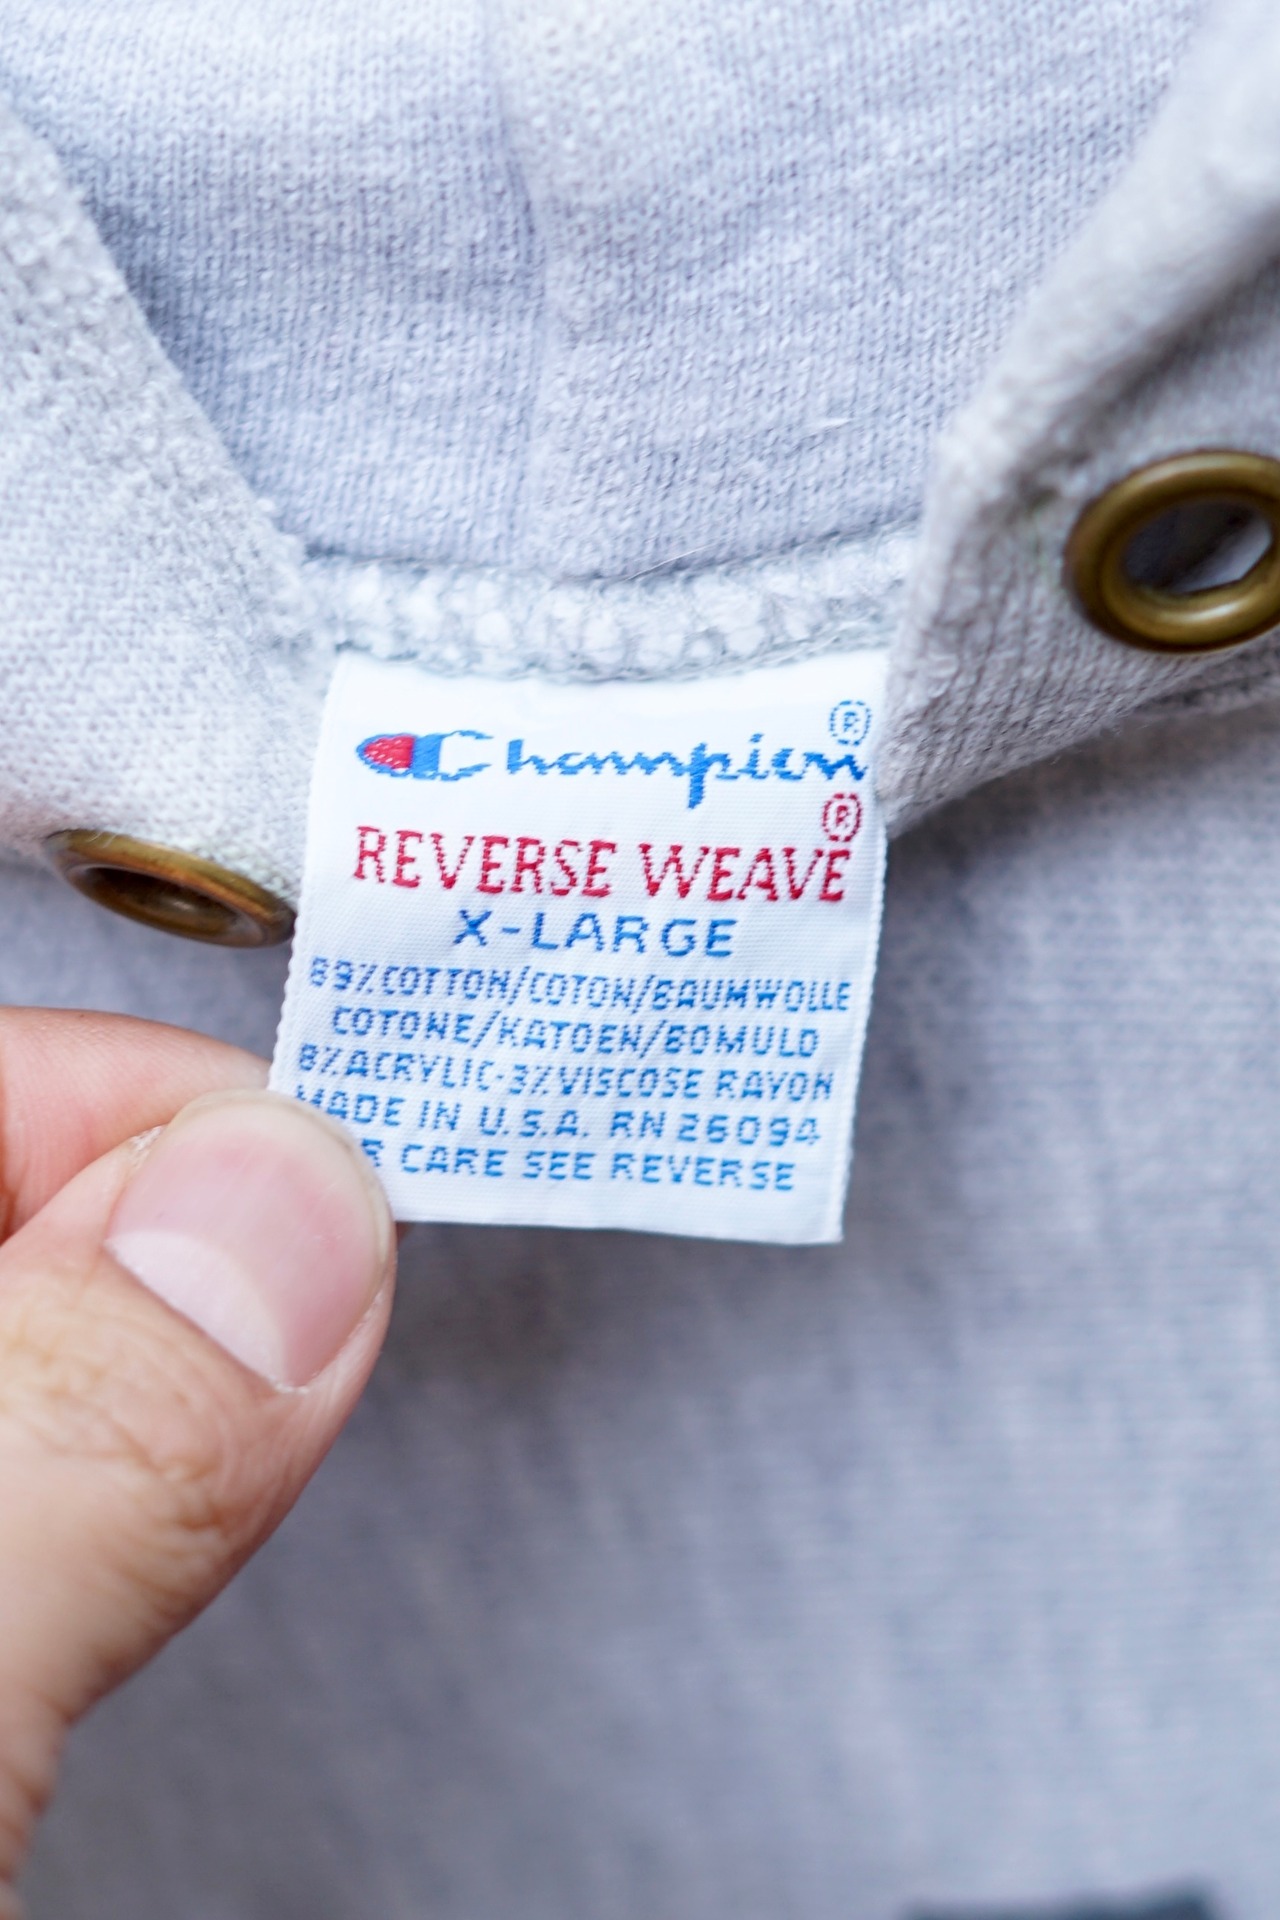 Champion®
REVERSE WEAVE®
X-LARGE
89%COTTON/COTON/BAUMWOLLE
COTONE/KATOEN/BOMULD
8%ACRYLIC-3%VISCOSE RAYON
MADE IN U.S.A. RN 26094
CARE SEE REVERSE